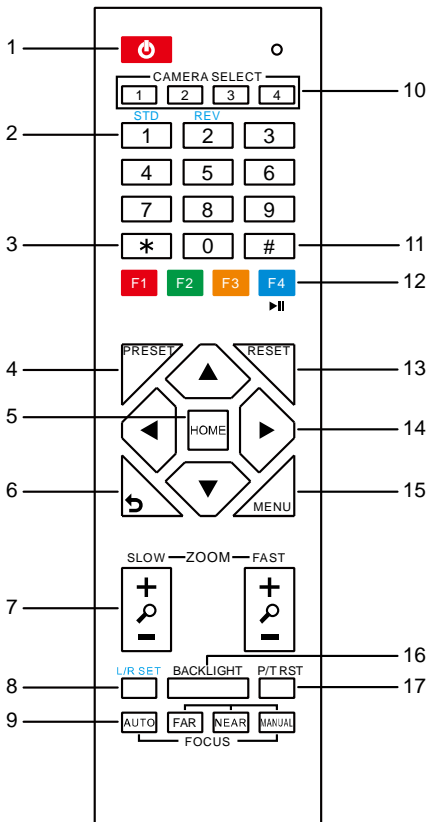 1
CAMERA SELECT
1 2 3 4
10
STD REV
2
1 2 3
4 5 6
7 8 9
3
* 0 #
11
F1 F2 F3 F4
12
PRESET RESET
4
13
5
HOME
14
6
MENU
15
SLOW ZOOM FAST
+ +
7
− −
16
L/R SET BACKLIGHT P/T RST
8
17
9
AUTO FAR NEAR MANUAL
FOCUS